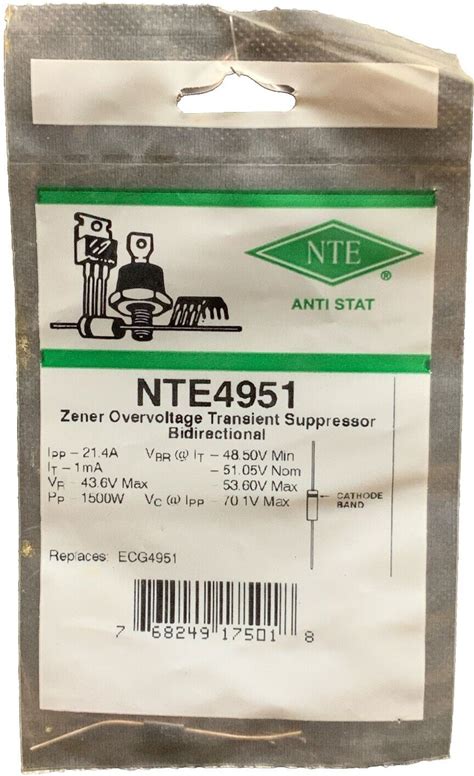 NTE
®
ANTI STAT
NTE4951
Zener Overvoltage Transient Suppressor
Bidirectional
IPP – 21.4A VBR @ IT – 48.50V Min
IT – 1mA – 51.05V Nom
VR – 43.6V Max – 53.60V Max
PP – 1500W VC @ IPP – 70.1V Max
CATHODE
BAND
Replaces: ECG4951
7 68249 17501 8